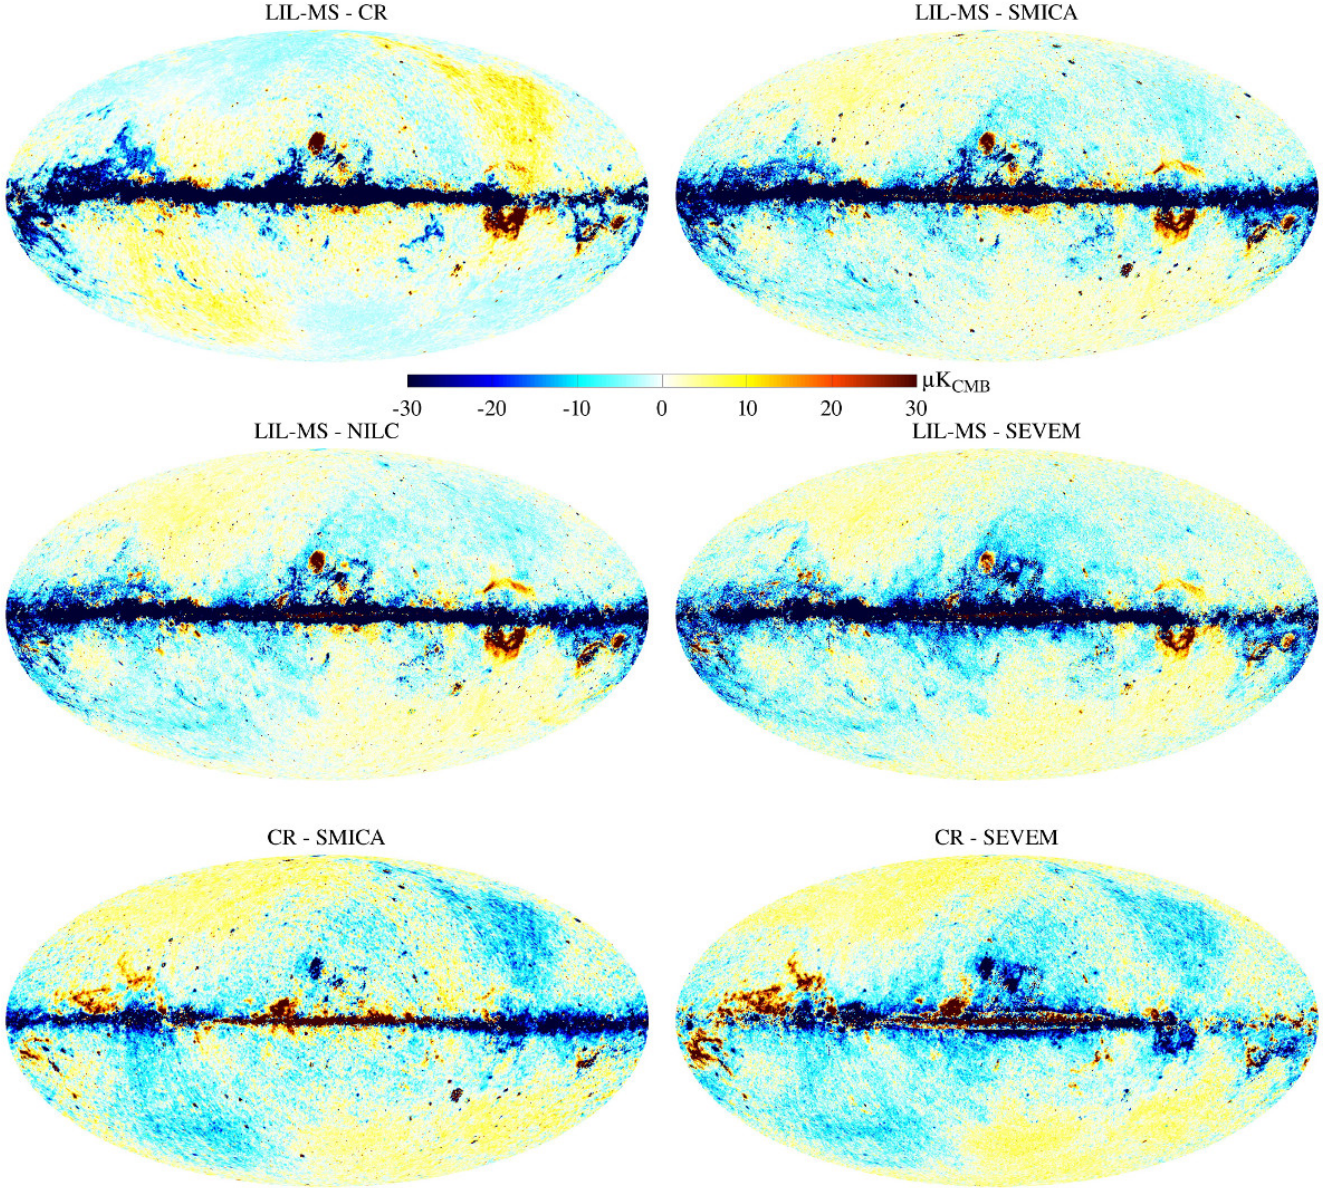 LIL-MS - CR
LIL-MS - SMICA
µK_CMB
-30 -20 -10 0 10 20 30
LIL-MS - NILC
LIL-MS - SEVEM
CR - SMICA
CR - SEVEM